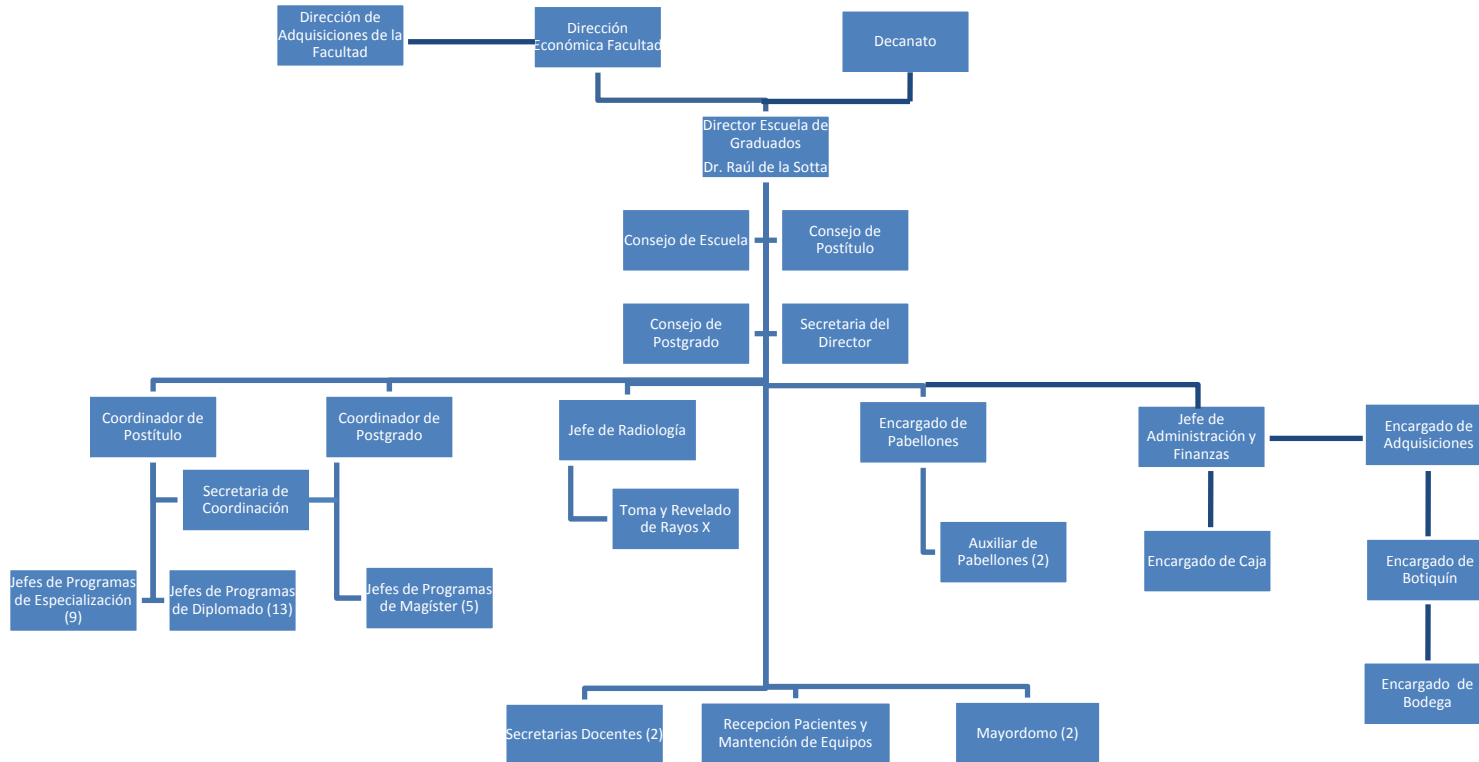 Dirección de
Adquisiciones de la
Facultad
Dirección
Económica Facultad
Decanato
Director Escuela de
Graduados
Dr. Raúl de la Sotta
Consejo de Escuela
Consejo de
Postítulo
Consejo de
Postgrado
Secretaria del
Director
Coordinador de
Postítulo
Coordinador de
Postgrado
Jefe de Radiología
Encargado de
Pabellones
Jefe de
Administración y
Finanzas
Encargado de
Adquisiciones
Secretaria de
Coordinación
Toma y Revelado
de Rayos X
Auxiliar de
Pabellones (2)
Encargado de Caja
Encargado de
Botiquín
Jefes de Programas
de Especialización
(9)
Jefes de Programas
de Diplomado (13)
Jefes de Programas
de Magíster (5)
Encargado  de
Bodega
Secretarias Docentes (2)
Recepcion Pacientes y
Mantención de Equipos
Mayordomo (2)